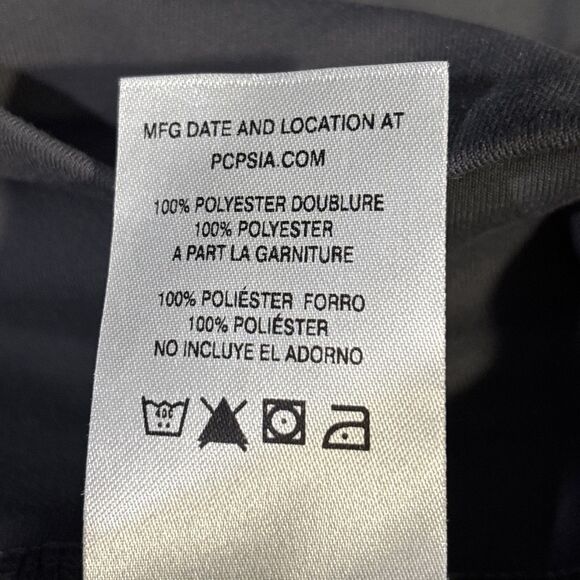 MFG DATE AND LOCATION AT
PCPSIA.COM
100% POLYESTER DOUBLURE
100% POLYESTER
A PART LA GARNITURE
100% POLIÉSTER FORRO
100% POLIÉSTER
NO INCLUYE EL ADORNO
40C